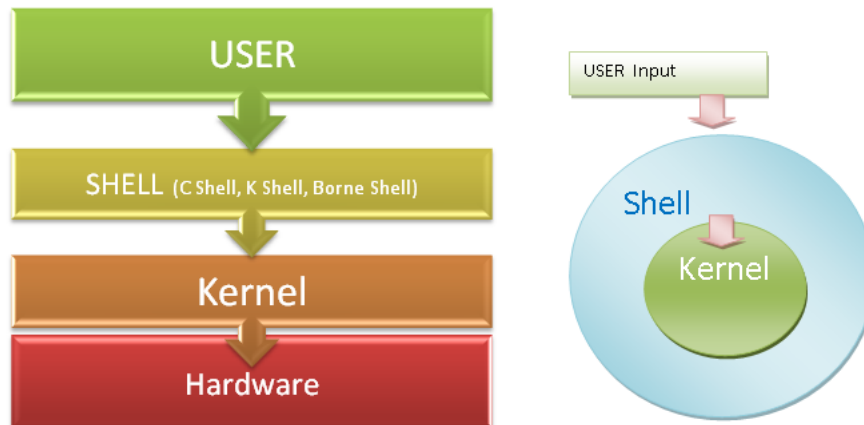 USER
SHELL (C Shell, K Shell, Borne Shell)
Kernel
Hardware
USER Input
Shell
Kernel